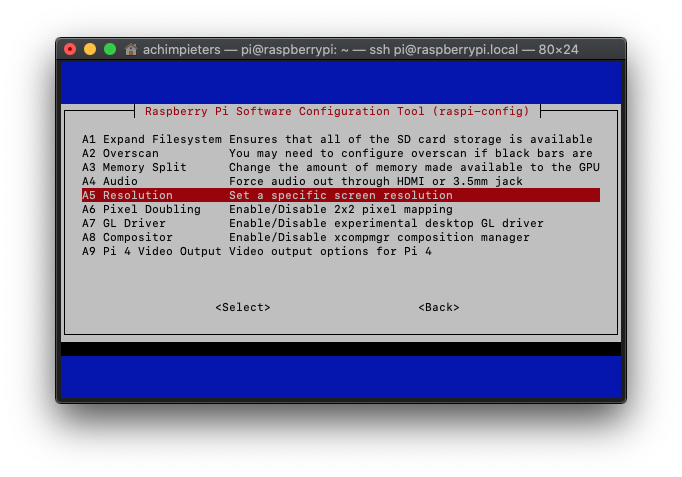 achimpieters — pi@raspberrypi: ~ — ssh pi@raspberrypi.local — 80×24
Raspberry Pi Software Configuration Tool (raspi-config)
A1 Expand Filesystem Ensures that all of the SD card storage is available
A2 Overscan You may need to configure overscan if black bars are
A3 Memory Split Change the amount of memory made available to the GPU
A4 Audio Force audio out through HDMI or 3.5mm jack
A5 Resolution Set a specific screen resolution
A6 Pixel Doubling Enable/Disable 2x2 pixel mapping
A7 GL Driver Enable/Disable experimental desktop GL driver
A8 Compositor Enable/Disable xcompmgr composition manager
A9 Pi 4 Video Output Video output options for Pi 4
<Select> <Back>